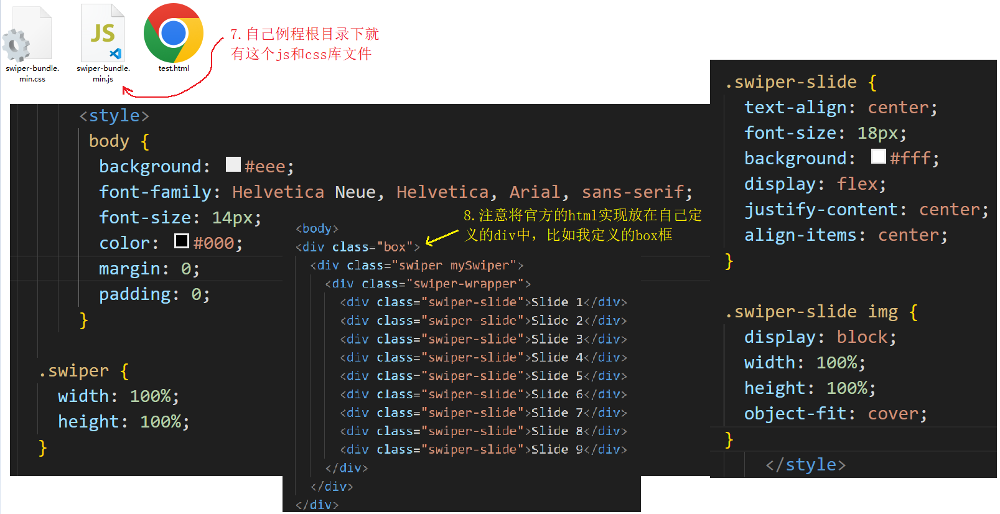 JS
swiper-bundle.
min.css
swiper-bundle.
min.js
test.html
7.自己例程根目录下就
有这个js和css库文件
<style>
body {
background: #eee;
font-family: Helvetica Neue, Helvetica, Arial, sans-serif;
font-size: 14px;
color: #000;
margin: 0;
padding: 0;
}
.swiper {
width: 100%;
height: 100%;
}
8.注意将官方的html实现放在自己定
义的div中，比如我定义的box框
<body>
<div class="box">
<div class="swiper mySwiper">
<div class="swiper-wrapper">
<div class="swiper-slide">Slide 1</div>
<div class="swiper-slide">Slide 2</div>
<div class="swiper-slide">Slide 3</div>
<div class="swiper-slide">Slide 4</div>
<div class="swiper-slide">Slide 5</div>
<div class="swiper-slide">Slide 6</div>
<div class="swiper-slide">Slide 7</div>
<div class="swiper-slide">Slide 8</div>
<div class="swiper-slide">Slide 9</div>
</div>
</div>
</div>
.swiper-slide {
text-align: center;
font-size: 18px;
background: #fff;
display: flex;
justify-content: center;
align-items: center;
}
.swiper-slide img {
display: block;
width: 100%;
height: 100%;
object-fit: cover;
}
</style>